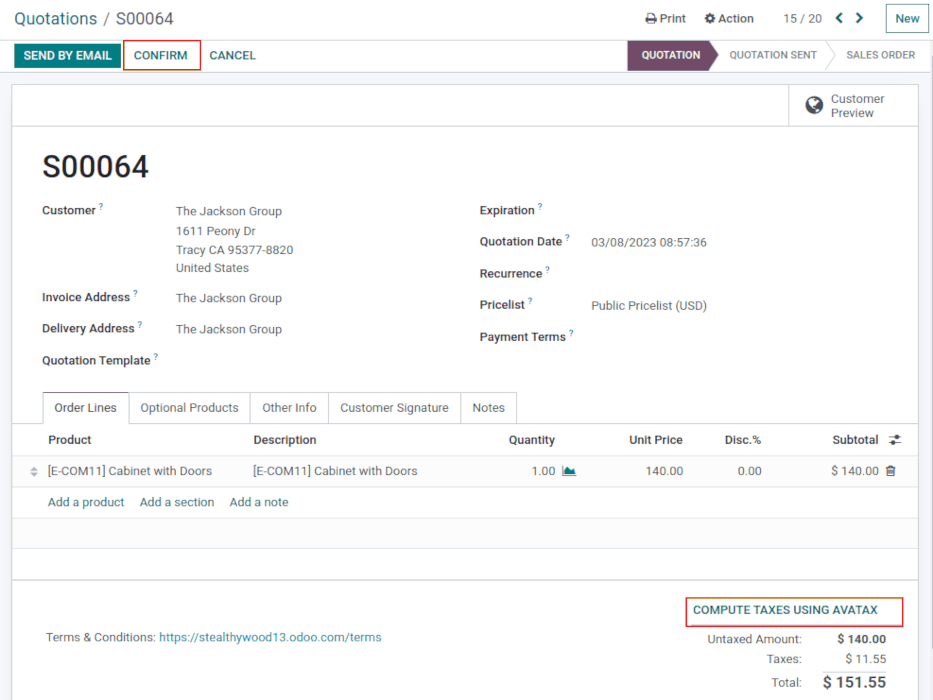 Quotations / S00064
Print Action 15 / 20 New
SEND BY EMAIL CONFIRM CANCEL
QUOTATION QUOTATION SENT SALES ORDER
Customer Preview
S00064
Customer ? The Jackson Group
1611 Peony Dr
Tracy CA 95377-8820
United States
Invoice Address ? The Jackson Group
Delivery Address ? The Jackson Group
Quotation Template ?
Expiration ?
Quotation Date ? 03/08/2023 08:57:36
Recurrence ?
Pricelist ? Public Pricelist (USD)
Payment Terms ?
Order Lines Optional Products Other Info Customer Signature Notes
Product Description Quantity Unit Price Disc.% Subtotal
[E-COM11] Cabinet with Doors [E-COM11] Cabinet with Doors 1.00 140.00 0.00 $ 140.00
Add a product Add a section Add a note
COMPUTE TAXES USING AVATAX
Terms & Conditions: https://stealthywood13.odoo.com/terms
Untaxed Amount: $ 140.00
Taxes: $ 11.55
Total: $ 151.55